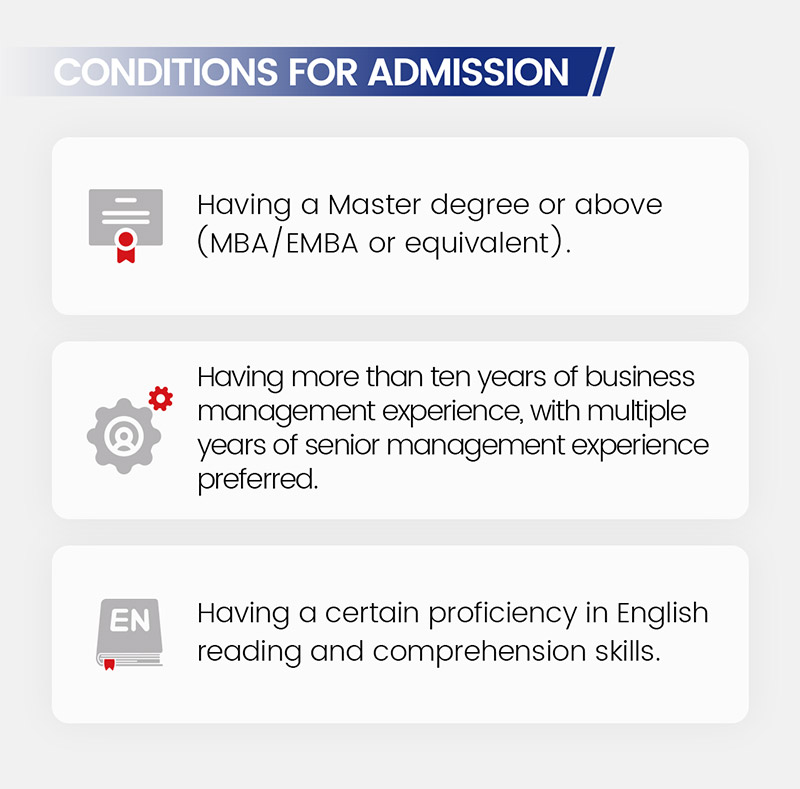 CONDITIONS FOR ADMISSION
Having a Master degree or above
(MBA/EMBA or equivalent).
Having more than ten years of business
management experience, with multiple
years of senior management experience
preferred.
EN
Having a certain proficiency in English
reading and comprehension skills.